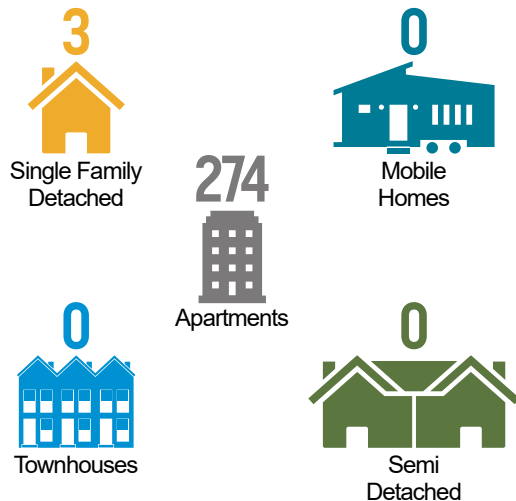 3
Single Family
Detached
0
Mobile
Homes
274
Apartments
0
Townhouses
0
Semi
Detached